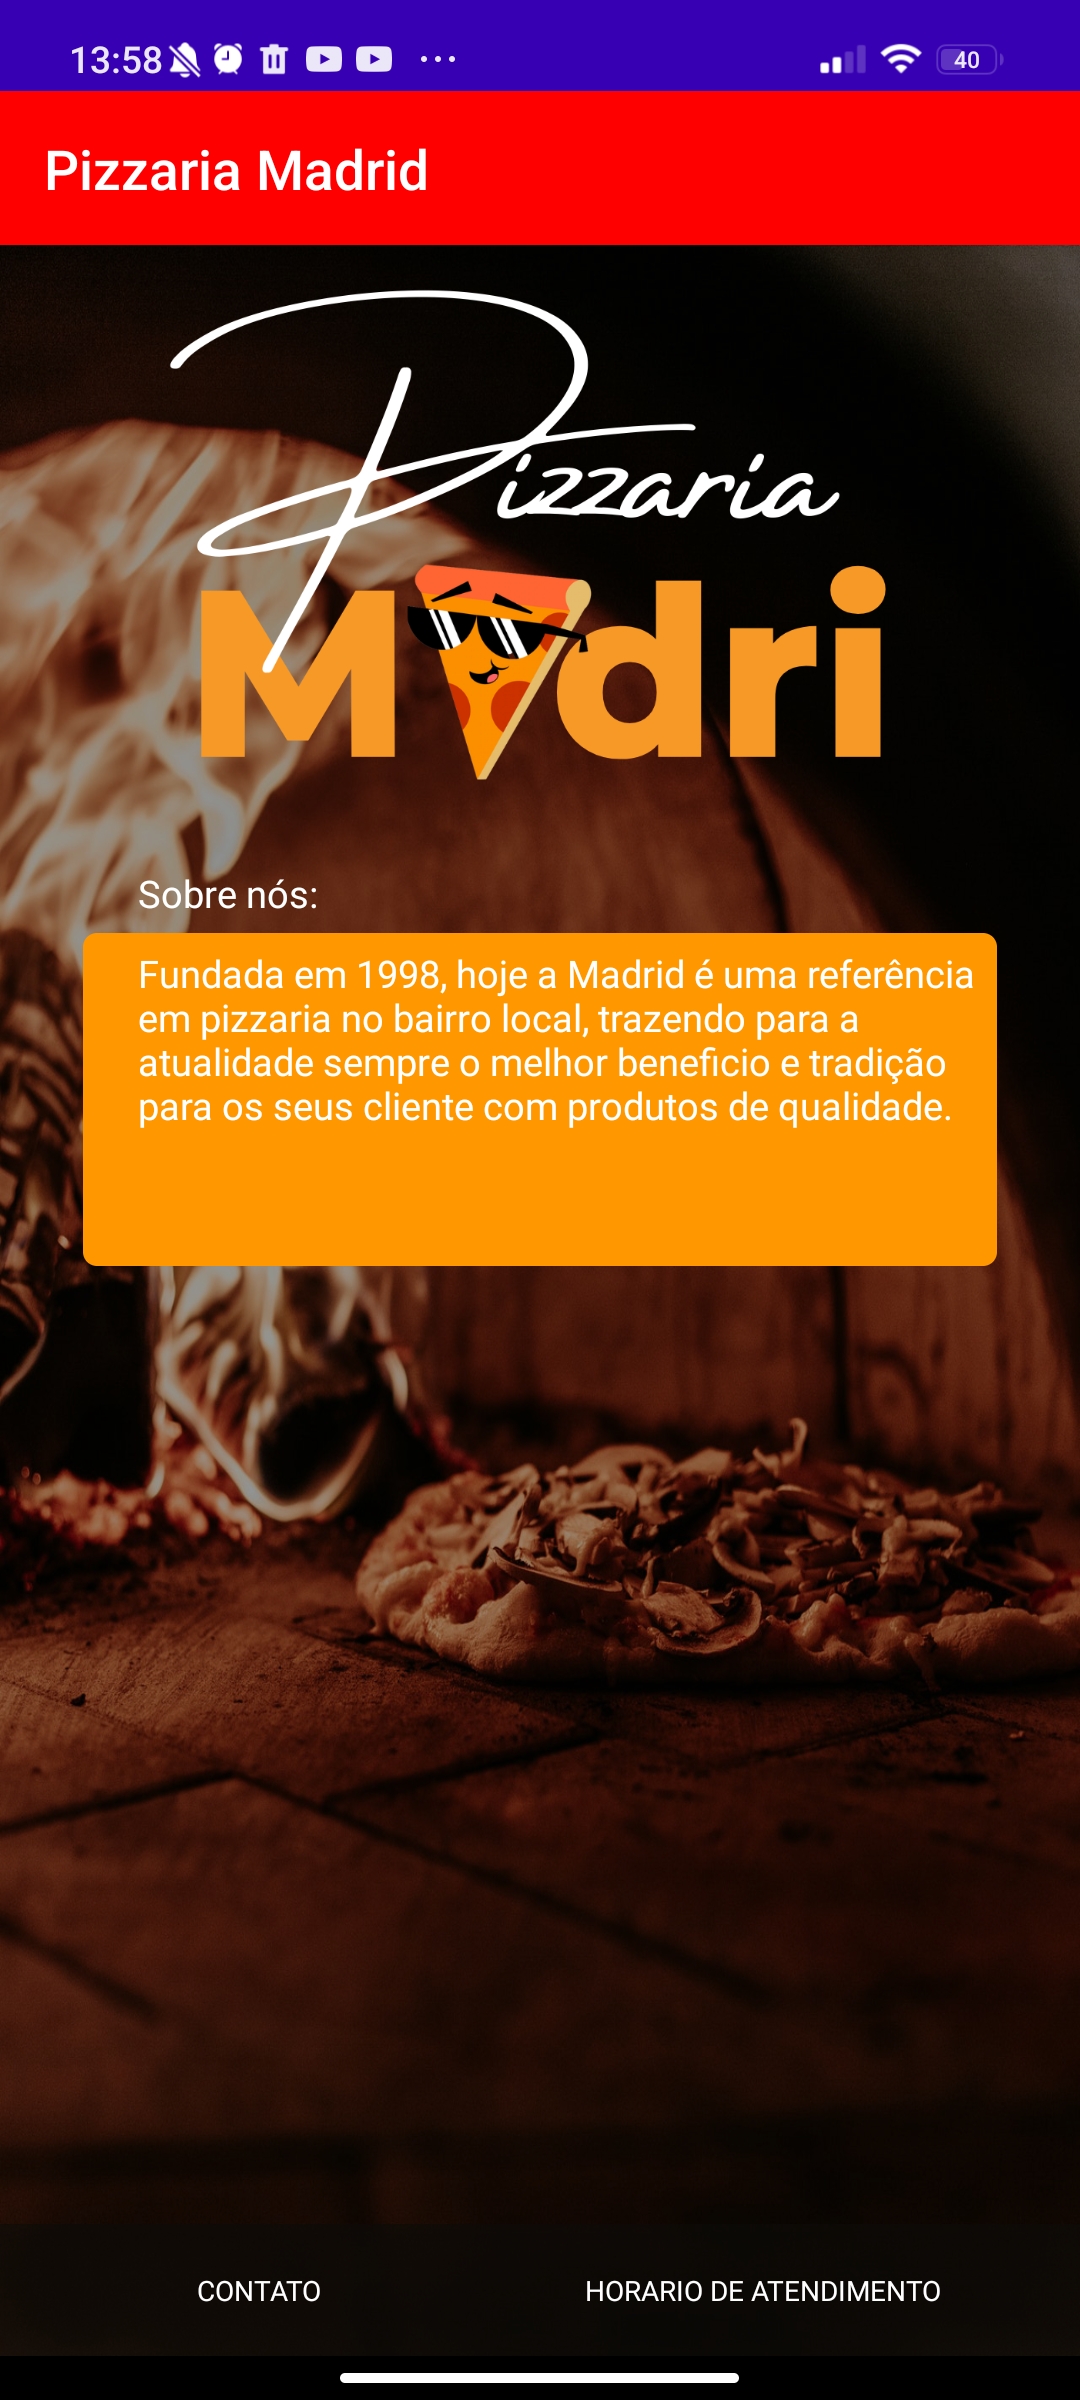 13:58
40
Pizzaria Madrid
Pizzaria
Madri
Sobre nós:
Fundada em 1998, hoje a Madrid é uma referência
em pizzaria no bairro local, trazendo para a
atualidade sempre o melhor beneficio e tradição
para os seus cliente com produtos de qualidade.
CONTATO
HORARIO DE ATENDIMENTO